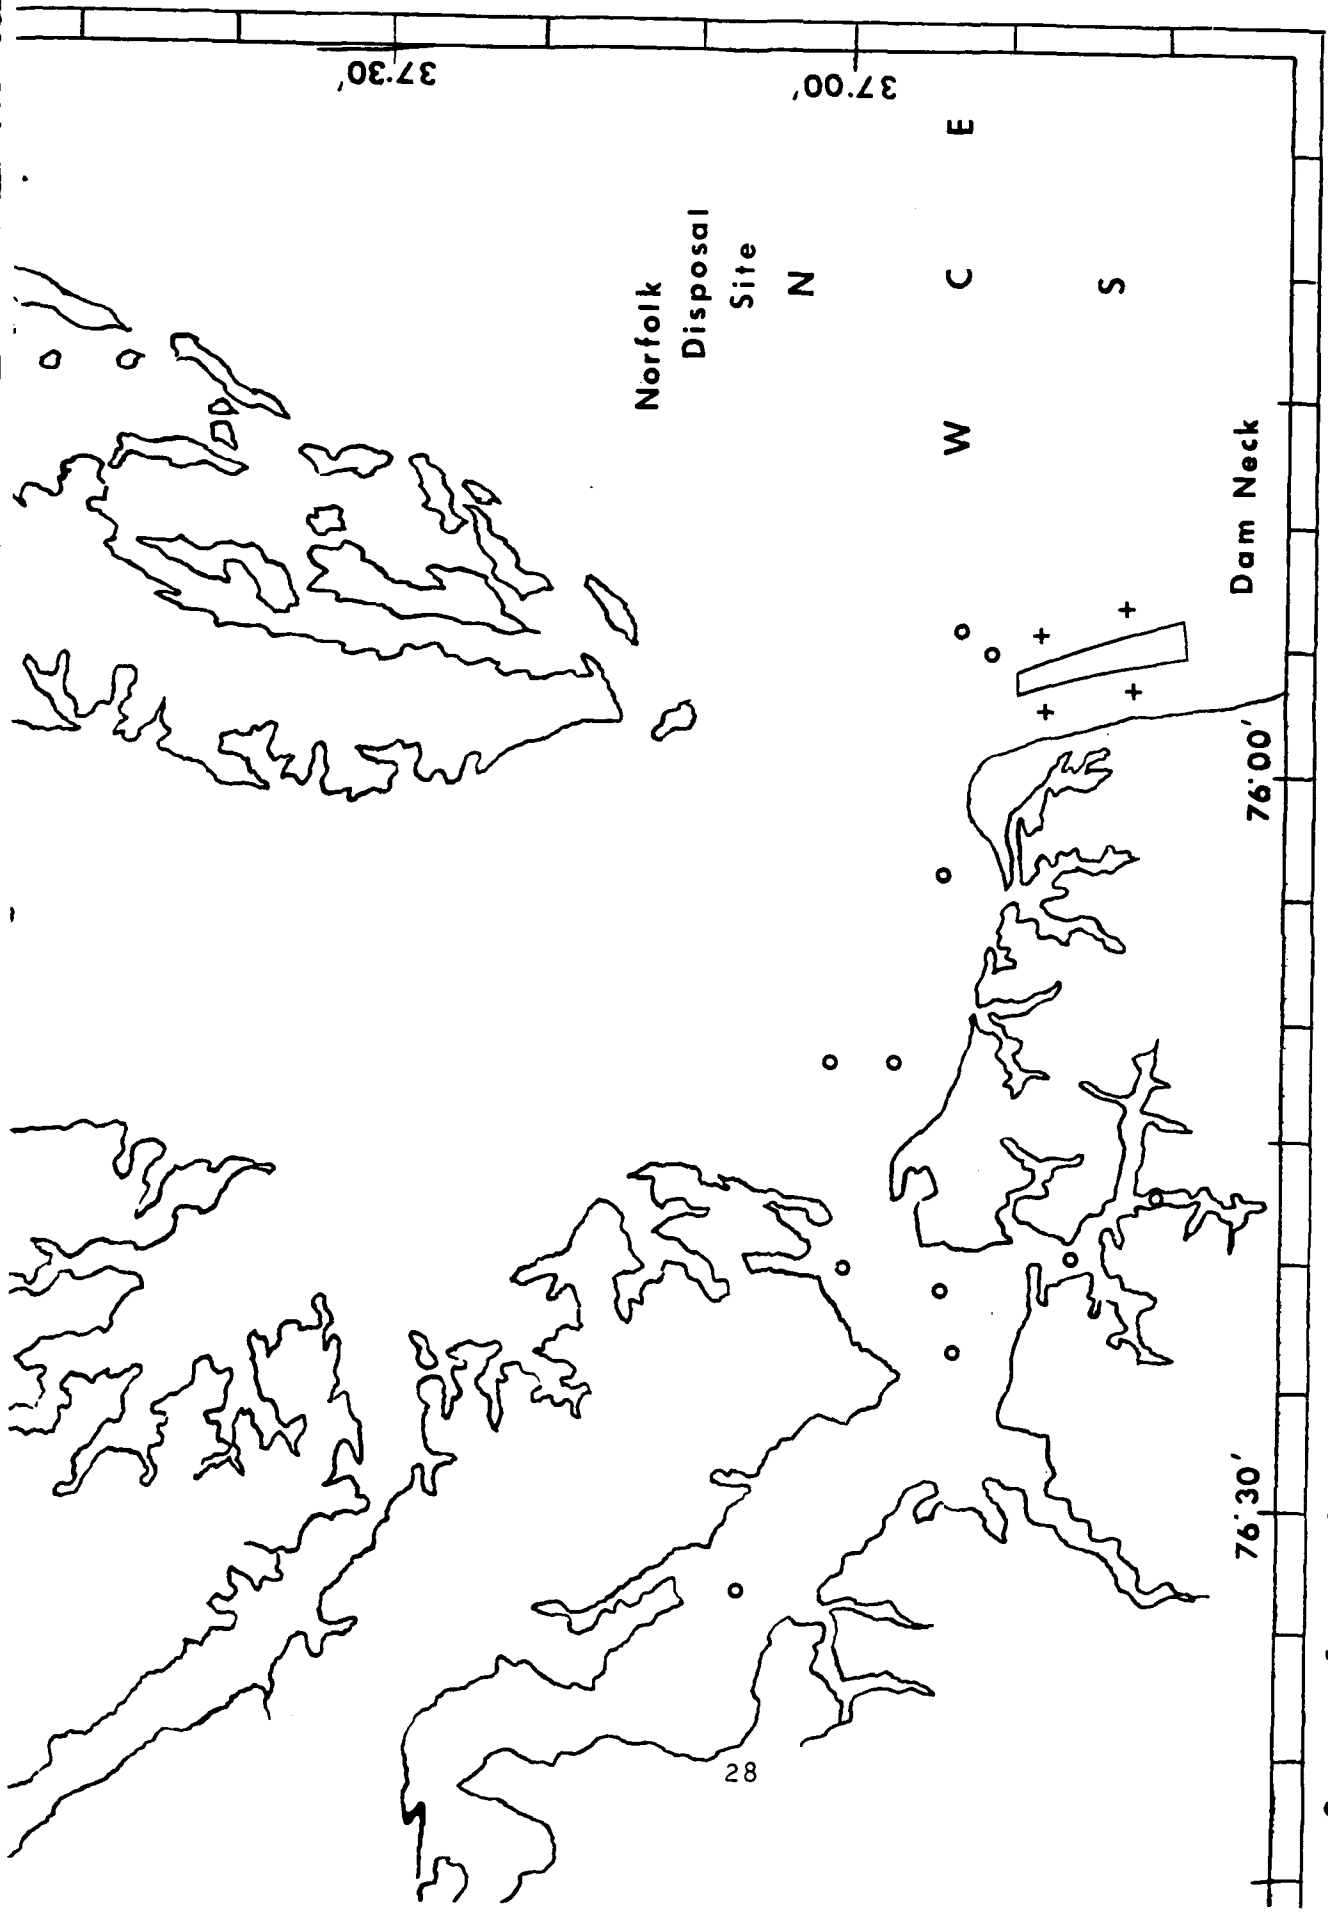 37°30'
37°00'
Norfolk
Disposal
Site
N
W C E
S
Dam Neck
76°00'
76°30'
28